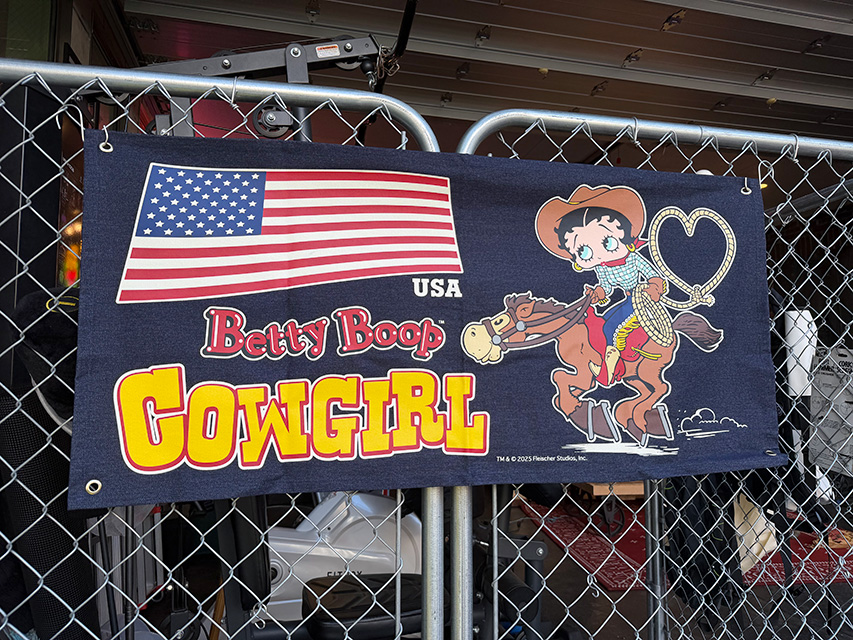 USA
Betty Boop™
COWGIRL
TM & © 2025 Fleischer Studios, Inc.